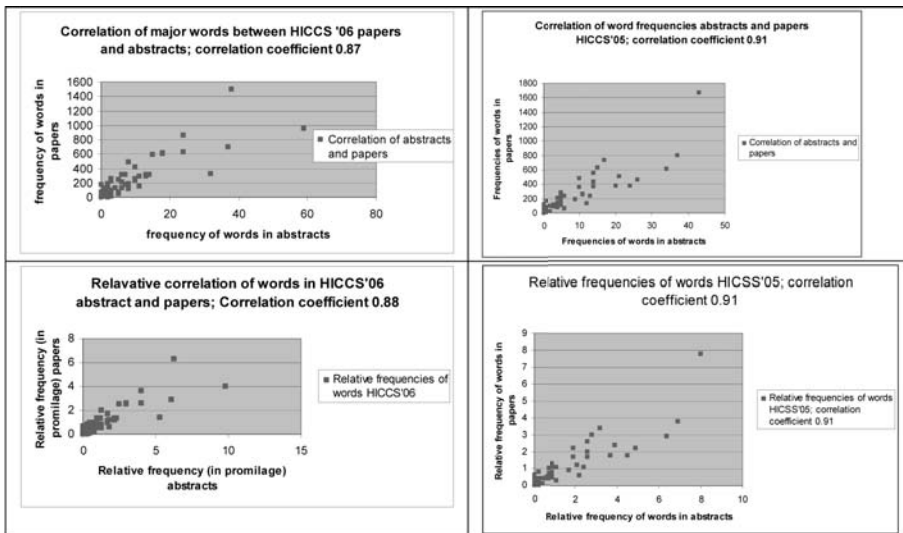 Correlation of major words between HICCS '06 papers
and abstracts; correlation coefficient 0.87
frequency of words in
papers
1600
1400
1200
1000
800
600
400
200
0
0 20 40 60 80
frequency of words in abstracts
Correlation of abstracts
and papers
Correlation of word frequencies abstracts and papers
HICCS'05; correlation coefficient 0.91
Frequencies of words in
papers
1800
1600
1400
1200
1000
800
600
400
200
0
0 10 20 30 40 50
Frequencies of words in abstracts
Correlation of abstracts and
papers
Relavative correlation of words in HICCS'06
abstract and papers; Correlation coefficient 0.88
Relative frequency (in
promilage) papers
8
6
4
2
0
0 5 10 15
Relative frequency (in promilage)
abstracts
Relative frequencies of
words HICCS'06
Relative frequencies of words HICSS'05; correlation
coefficient 0.91
Relative frequency of words in
papers
9
8
7
6
5
4
3
2
1
0
0 2 4 6 8 10
Relative frequency of words in abstracts
Relative frequencies of words
HICSS'05; correlation
coefficient 0.91